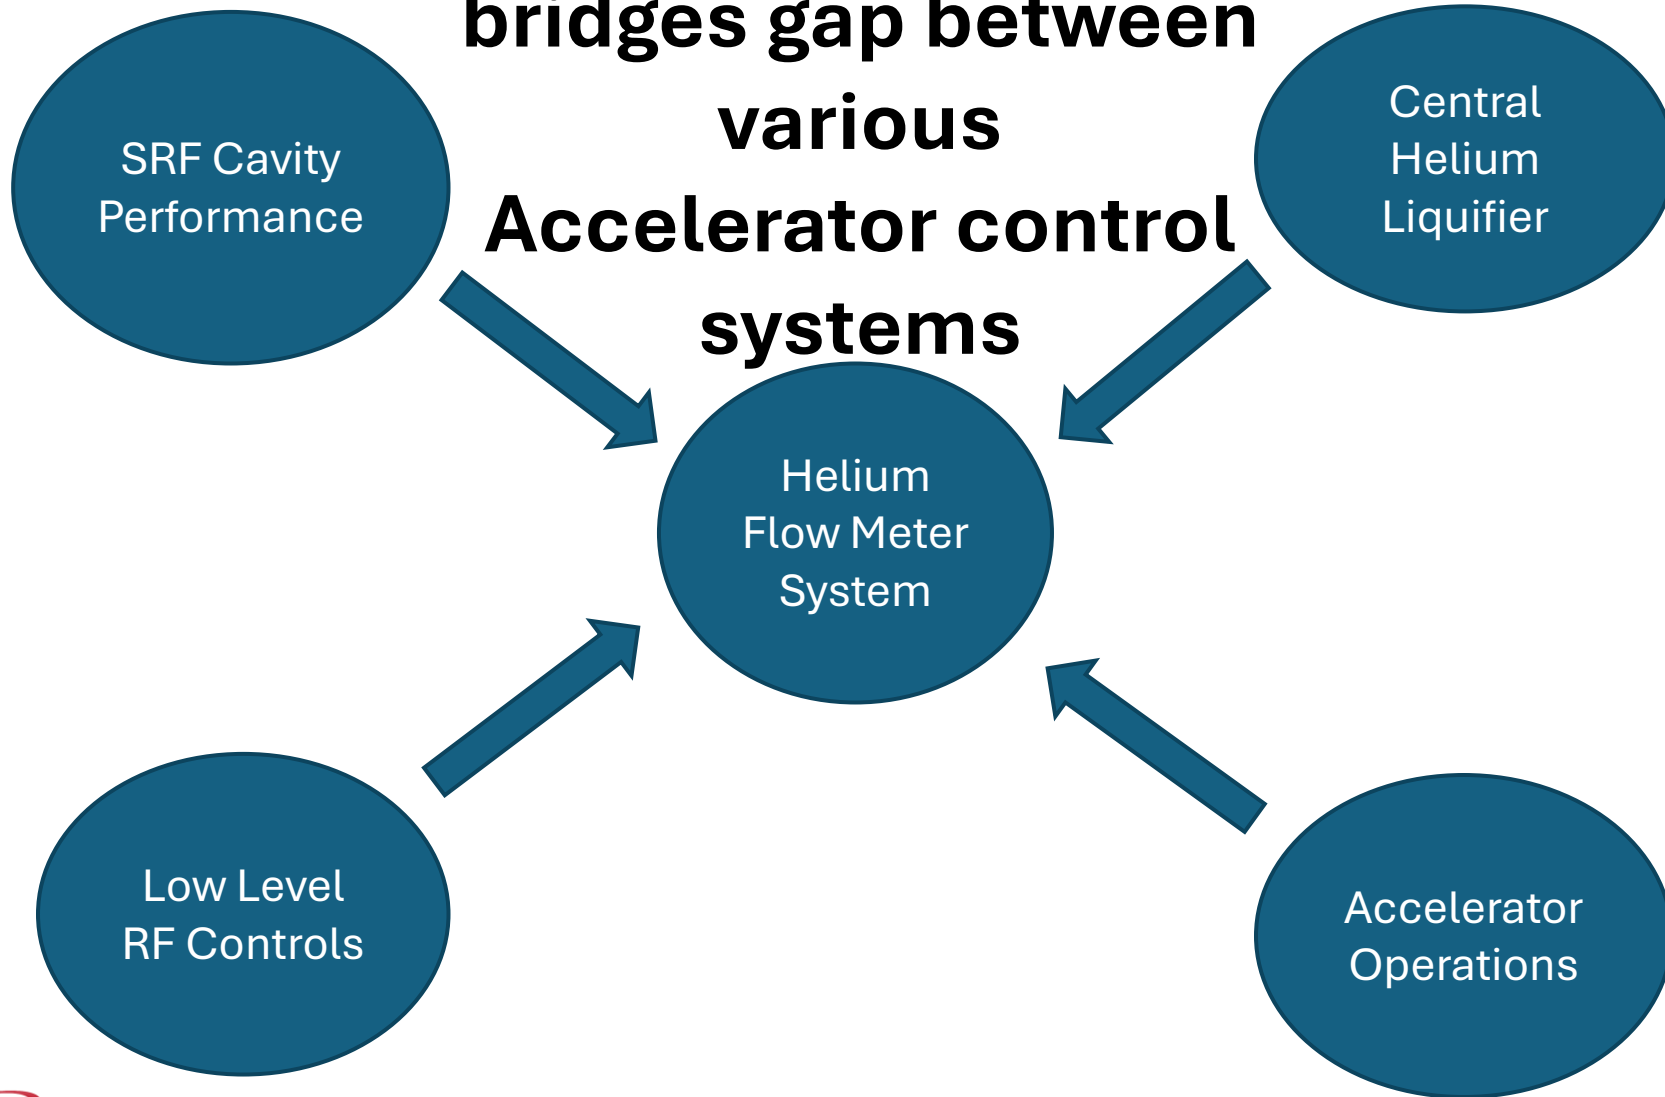 bridges gap between
various
Accelerator control
systems
SRF Cavity
Performance
Central
Helium
Liquifier
Helium
Flow Meter
System
Low Level
RF Controls
Accelerator
Operations